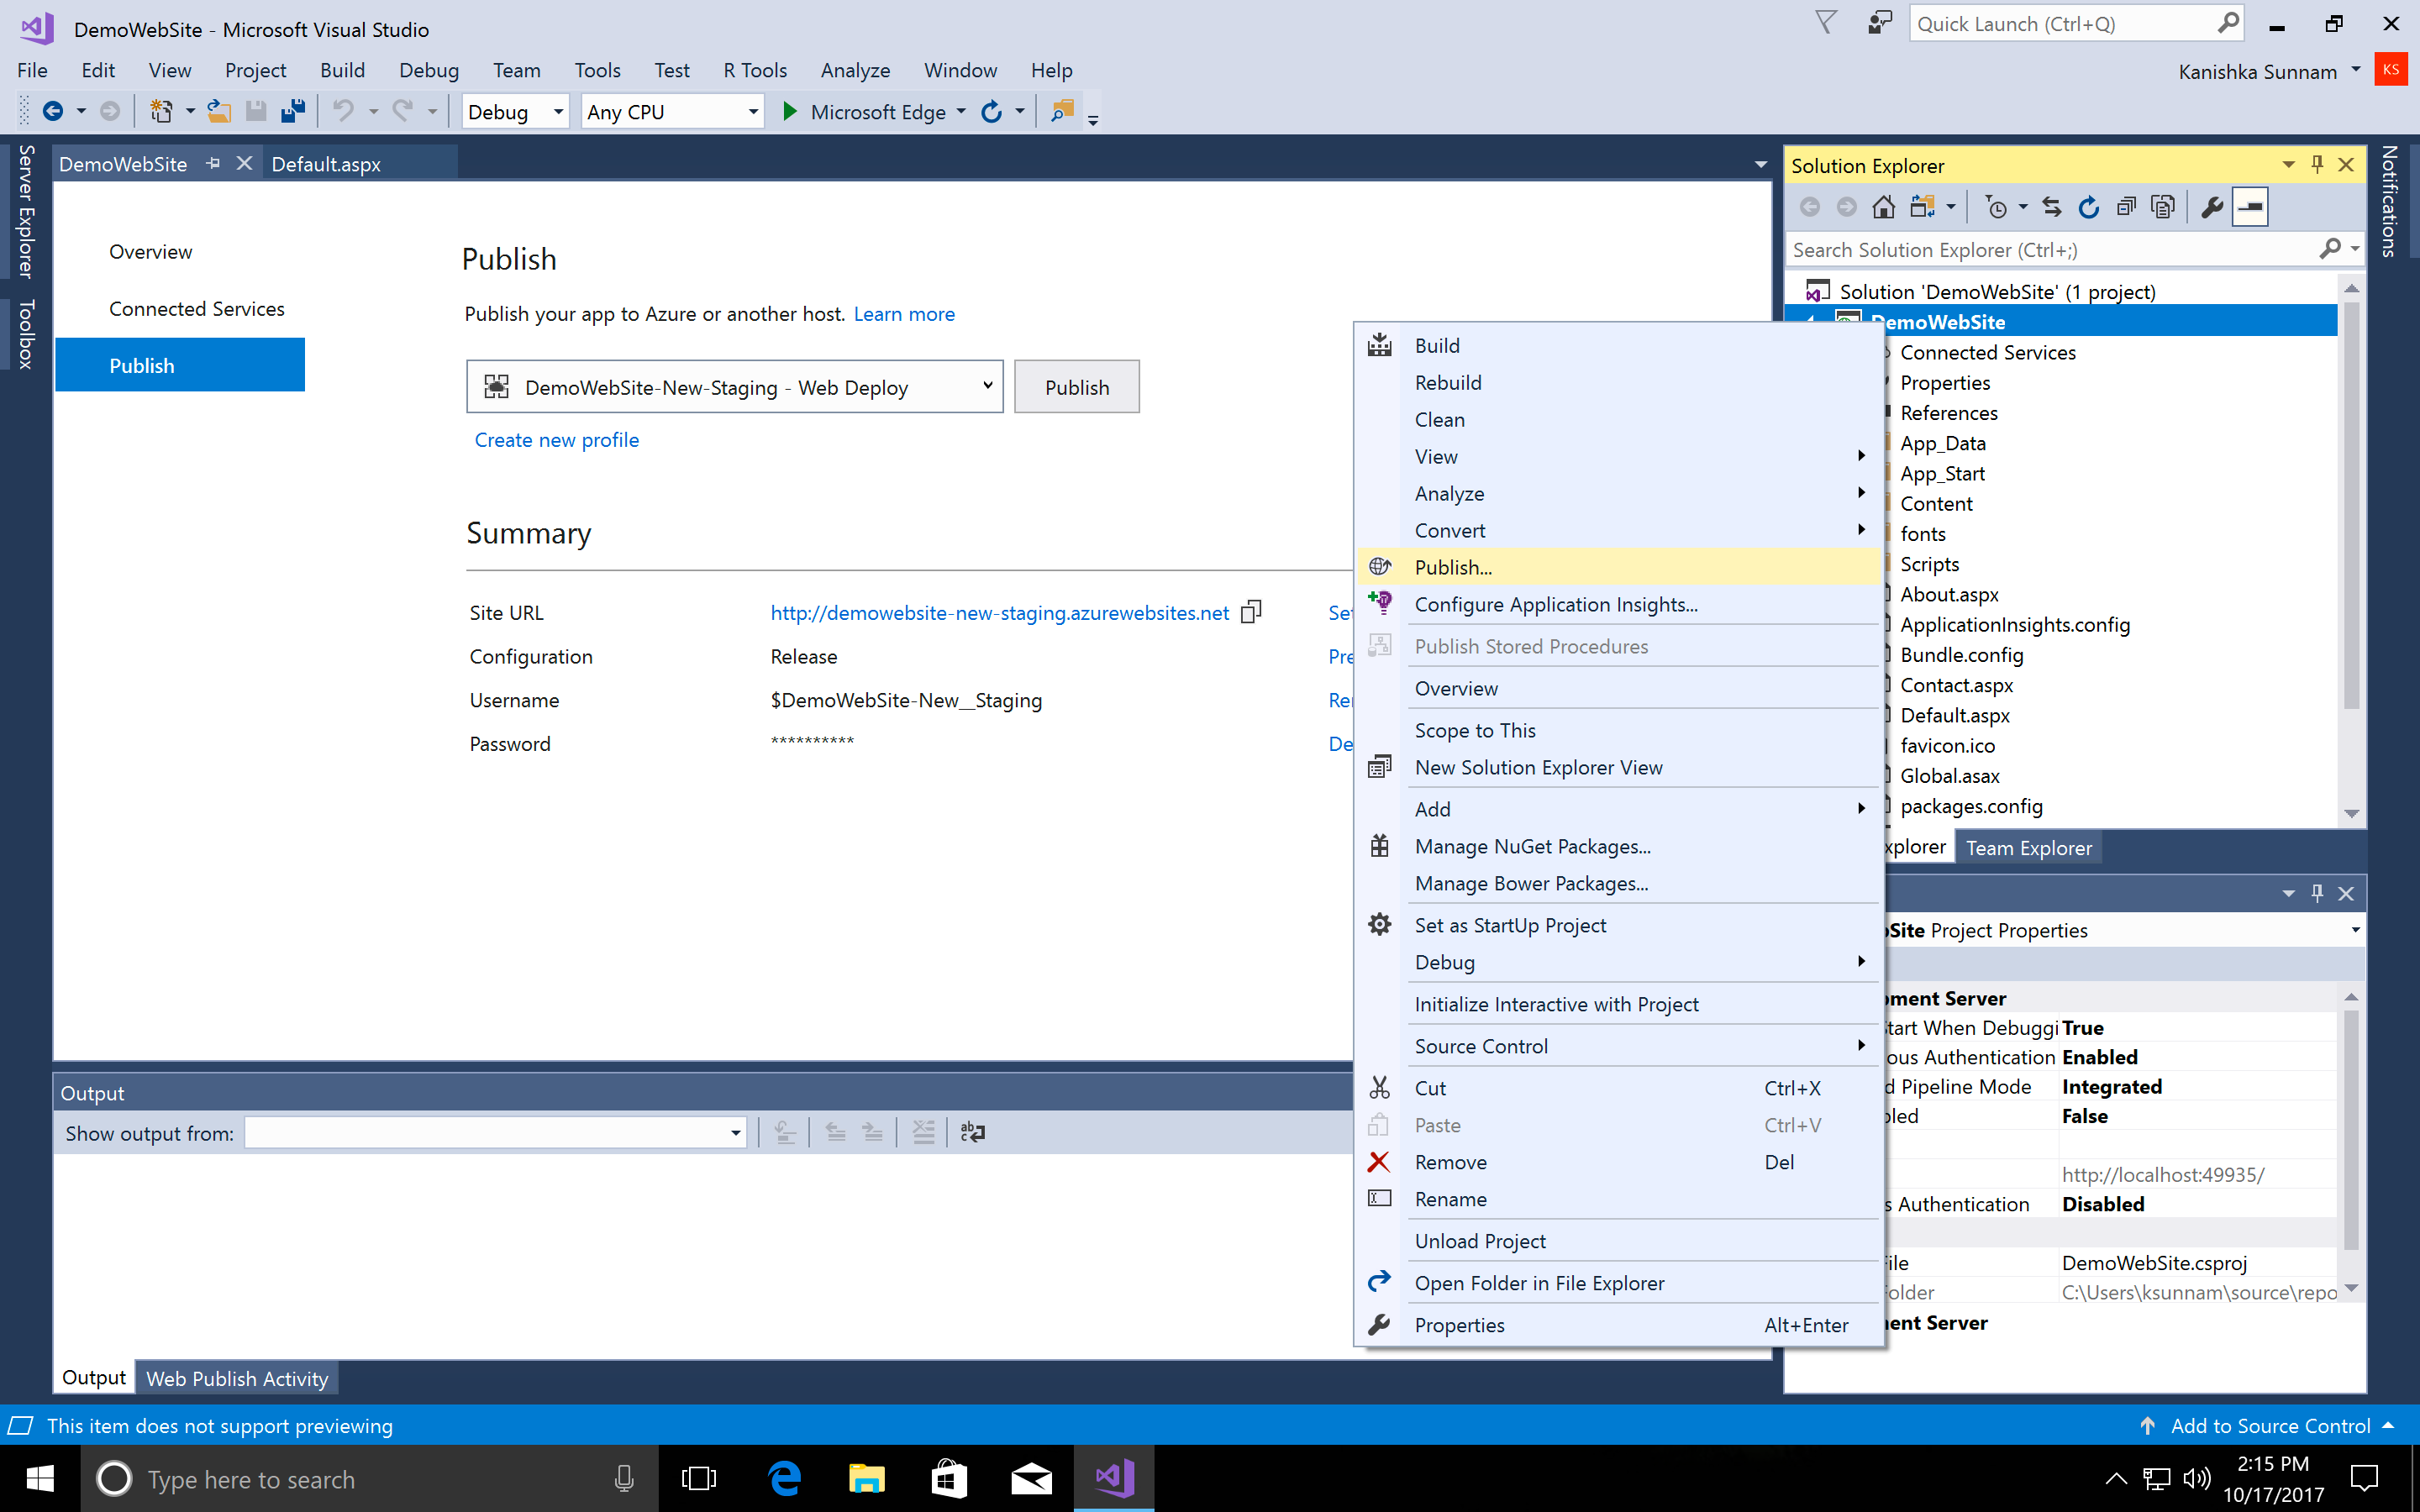 DemoWebSite - Microsoft Visual Studio
Quick Launch (Ctrl+Q)
File Edit View Project Build Debug Team Tools Test R Tools Analyze Window Help
Kanishka Sunnam KS
Debug Any CPU Microsoft Edge
Server Explorer
Toolbox
DemoWebSite Default.aspx
Overview
Connected Services
Publish
Publish
Publish your app to Azure or another host. Learn more
DemoWebSite-New-Staging - Web Deploy Publish
Create new profile
Summary
Site URL http://demowebsite-new-staging.azurewebsites.net Set
Configuration Release Pre
Username $DemoWebSite-New__Staging Re
Password ********** De
Build
Rebuild
Clean
View
Analyze
Convert
Publish...
Configure Application Insights...
Publish Stored Procedures
Overview
Scope to This
New Solution Explorer View
Add
Manage NuGet Packages...
Manage Bower Packages...
Set as StartUp Project
Debug
Initialize Interactive with Project
Source Control
Cut Ctrl+X
Paste Ctrl+V
Remove Del
Rename
Unload Project
Open Folder in File Explorer
Properties Alt+Enter
Solution Explorer
Search Solution Explorer (Ctrl+;)
Solution 'DemoWebSite' (1 project)
DemoWebSite
Connected Services
Properties
References
App_Data
App_Start
Content
fonts
Scripts
About.aspx
ApplicationInsights.config
Bundle.config
Contact.aspx
Default.aspx
favicon.ico
Global.asax
packages.config
xplorer Team Explorer
bSite Project Properties
pment Server
Start When Debuggi True
ous Authentication Enabled
d Pipeline Mode Integrated
bled False
http://localhost:49935/
s Authentication Disabled
File DemoWebSite.csproj
Folder C:\Users\ksunnam\source\repo
ment Server
Notifications
Output
Show output from:
Output Web Publish Activity
This item does not support previewing
Add to Source Control
Type here to search
2:15 PM
10/17/2017